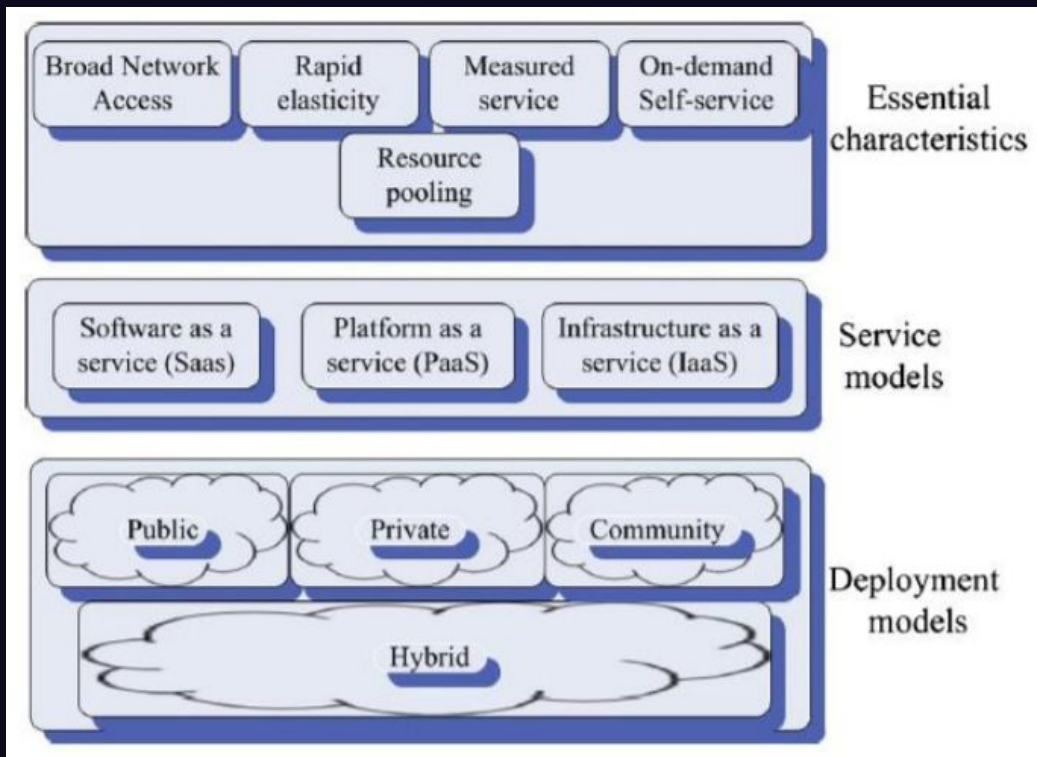 Broad Network
Access
Rapid
elasticity
Measured
service
On-demand
Self-service
Resource
pooling
Essential
characteristics
Software as a
service (Saas)
Platform as a
service (PaaS)
Infrastructure as a
service (IaaS)
Service
models
Public
Private
Community
Hybrid
Deployment
models